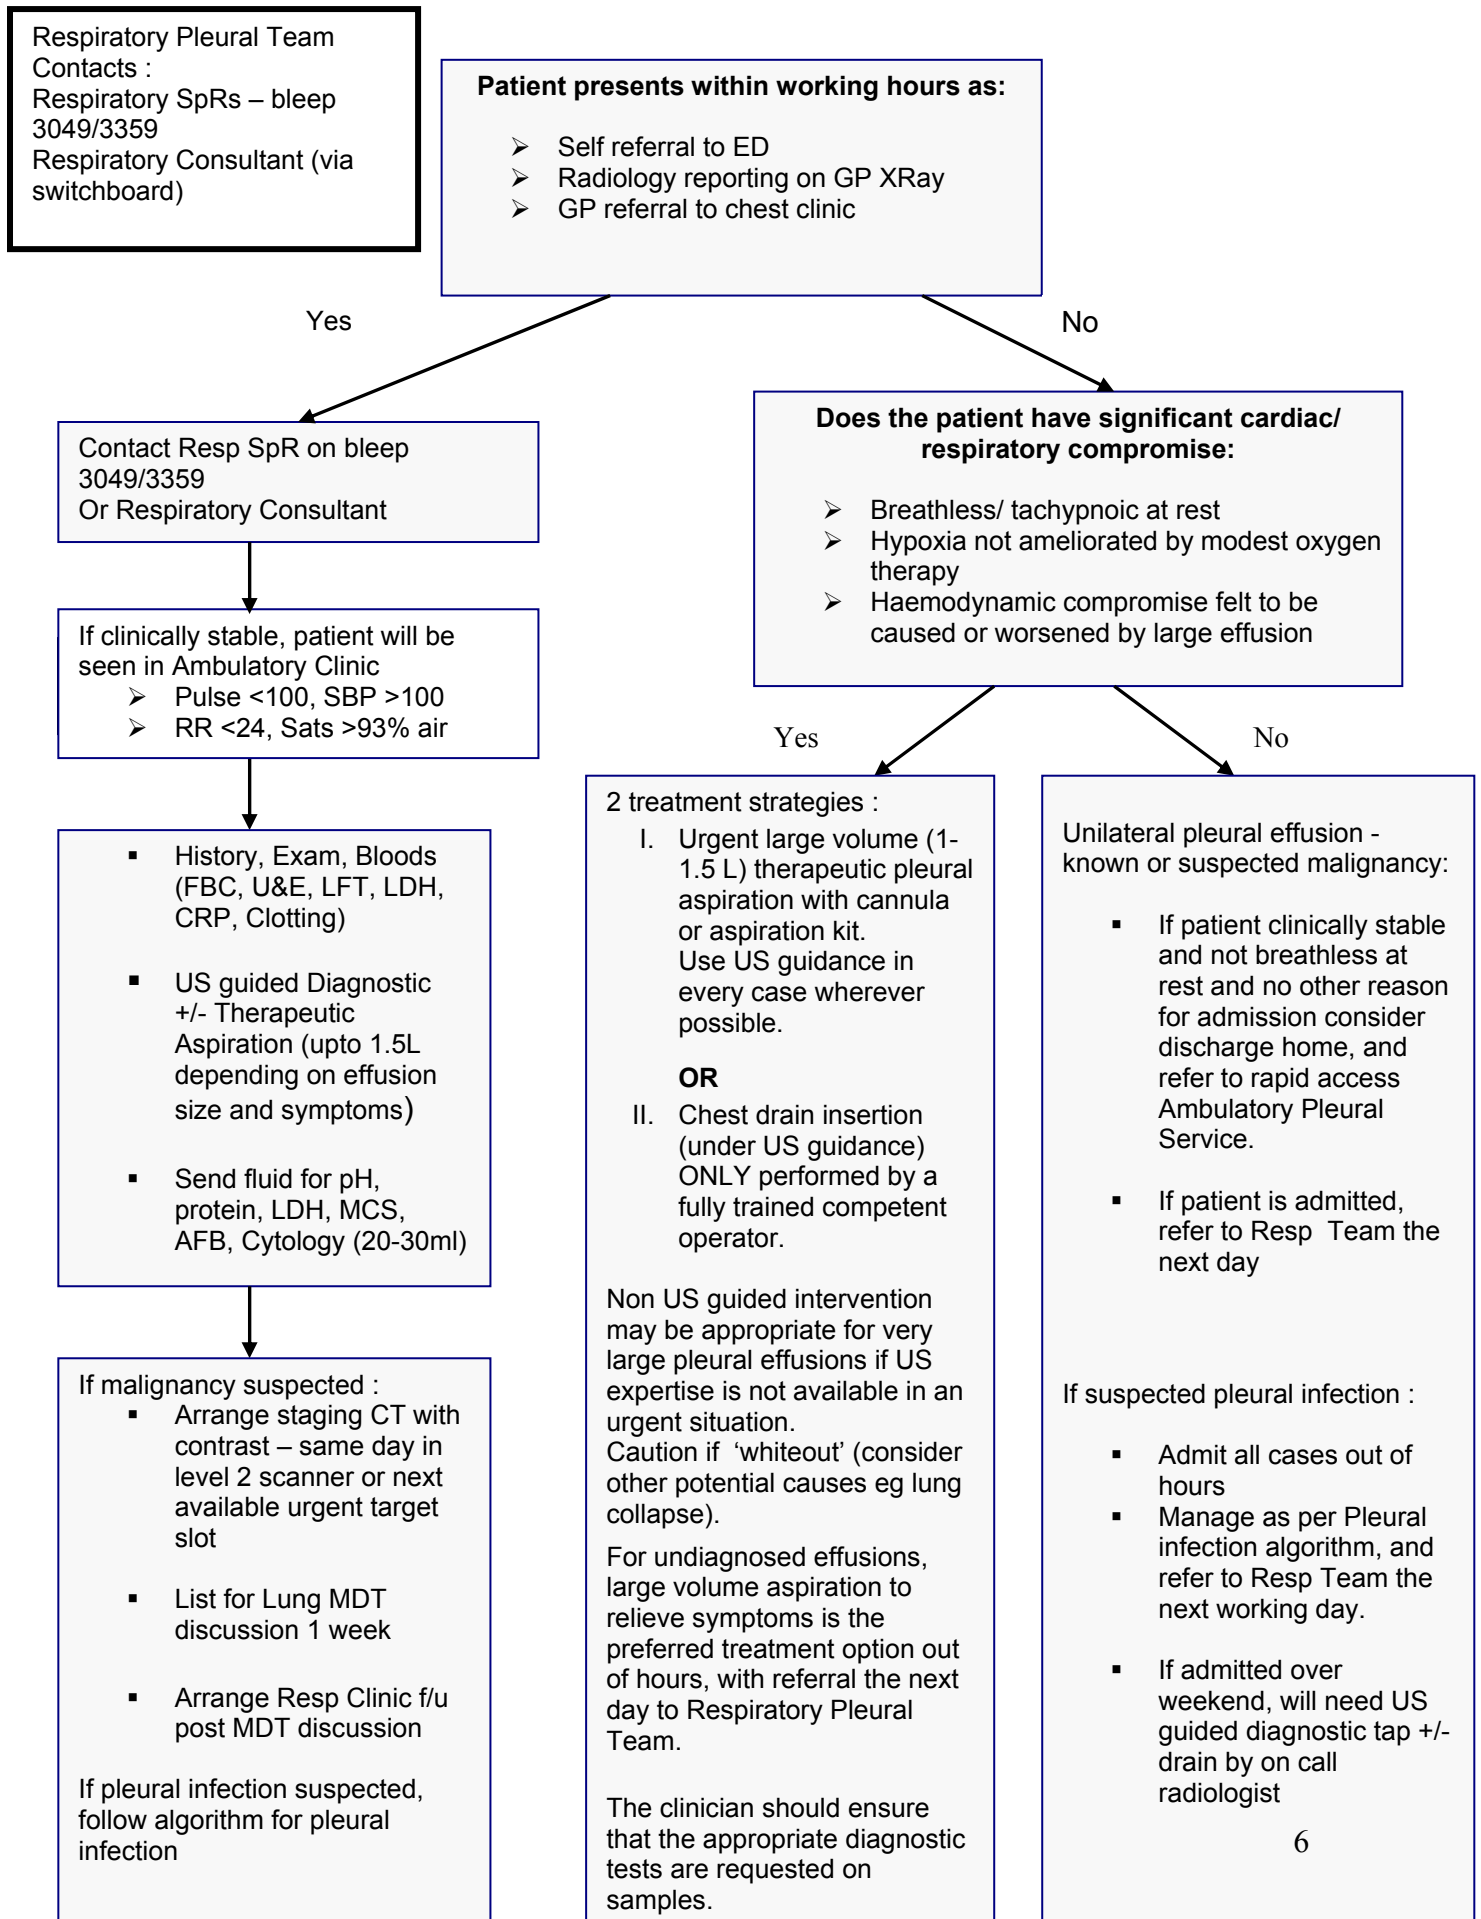 Respiratory Pleural Team
Contacts :
Respiratory SpRs – bleep
3049/3359
Respiratory Consultant (via
switchboard)
Patient presents within working hours as:
➢ Self referral to ED
➢ Radiology reporting on GP XRay
➢ GP referral to chest clinic
Yes
No
Contact Resp SpR on bleep
3049/3359
Or Respiratory Consultant
Does the patient have significant cardiac/
respiratory compromise:
➢ Breathless/ tachypnoic at rest
➢ Hypoxia not ameliorated by modest oxygen
therapy
➢ Haemodynamic compromise felt to be
caused or worsened by large effusion
If clinically stable, patient will be
seen in Ambulatory Clinic
➢ Pulse <100, SBP >100
➢ RR <24, Sats >93% air
Yes
No
▪ History, Exam, Bloods
(FBC, U&E, LFT, LDH,
CRP, Clotting)
▪ US guided Diagnostic
+/- Therapeutic
Aspiration (upto 1.5L
depending on effusion
size and symptoms)
▪ Send fluid for pH,
protein, LDH, MCS,
AFB, Cytology (20-30ml)
If malignancy suspected :
▪ Arrange staging CT with
contrast – same day in
level 2 scanner or next
available urgent target
slot
▪ List for Lung MDT
discussion 1 week
▪ Arrange Resp Clinic f/u
post MDT discussion
If pleural infection suspected,
follow algorithm for pleural
infection
2 treatment strategies :
I. Urgent large volume (1-
1.5 L) therapeutic pleural
aspiration with cannula
or aspiration kit.
Use US guidance in
every case wherever
possible.
OR
II. Chest drain insertion
(under US guidance)
ONLY performed by a
fully trained competent
operator.
Non US guided intervention
may be appropriate for very
large pleural effusions if US
expertise is not available in an
urgent situation.
Caution if ‘whiteout’ (consider
other potential causes eg lung
collapse).
For undiagnosed effusions,
large volume aspiration to
relieve symptoms is the
preferred treatment option out
of hours, with referral the next
day to Respiratory Pleural
Team.
The clinician should ensure
that the appropriate diagnostic
tests are requested on
samples.
Unilateral pleural effusion -
known or suspected malignancy:
▪ If patient clinically stable
and not breathless at
rest and no other reason
for admission consider
discharge home, and
refer to rapid access
Ambulatory Pleural
Service.
▪ If patient is admitted,
refer to Resp Team the
next day
If suspected pleural infection :
▪ Admit all cases out of
hours
▪ Manage as per Pleural
infection algorithm, and
refer to Resp Team the
next working day.
▪ If admitted over
weekend, will need US
guided diagnostic tap +/-
drain by on call
radiologist
6